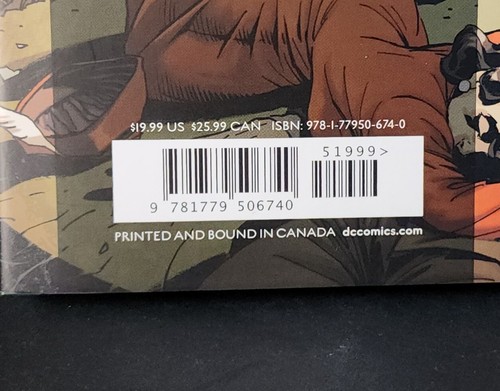 $19.99 US $25.99 CAN ISBN: 978-1-77950-674-0
51999>
9 781779 506740
PRINTED AND BOUND IN CANADA dccomics.com